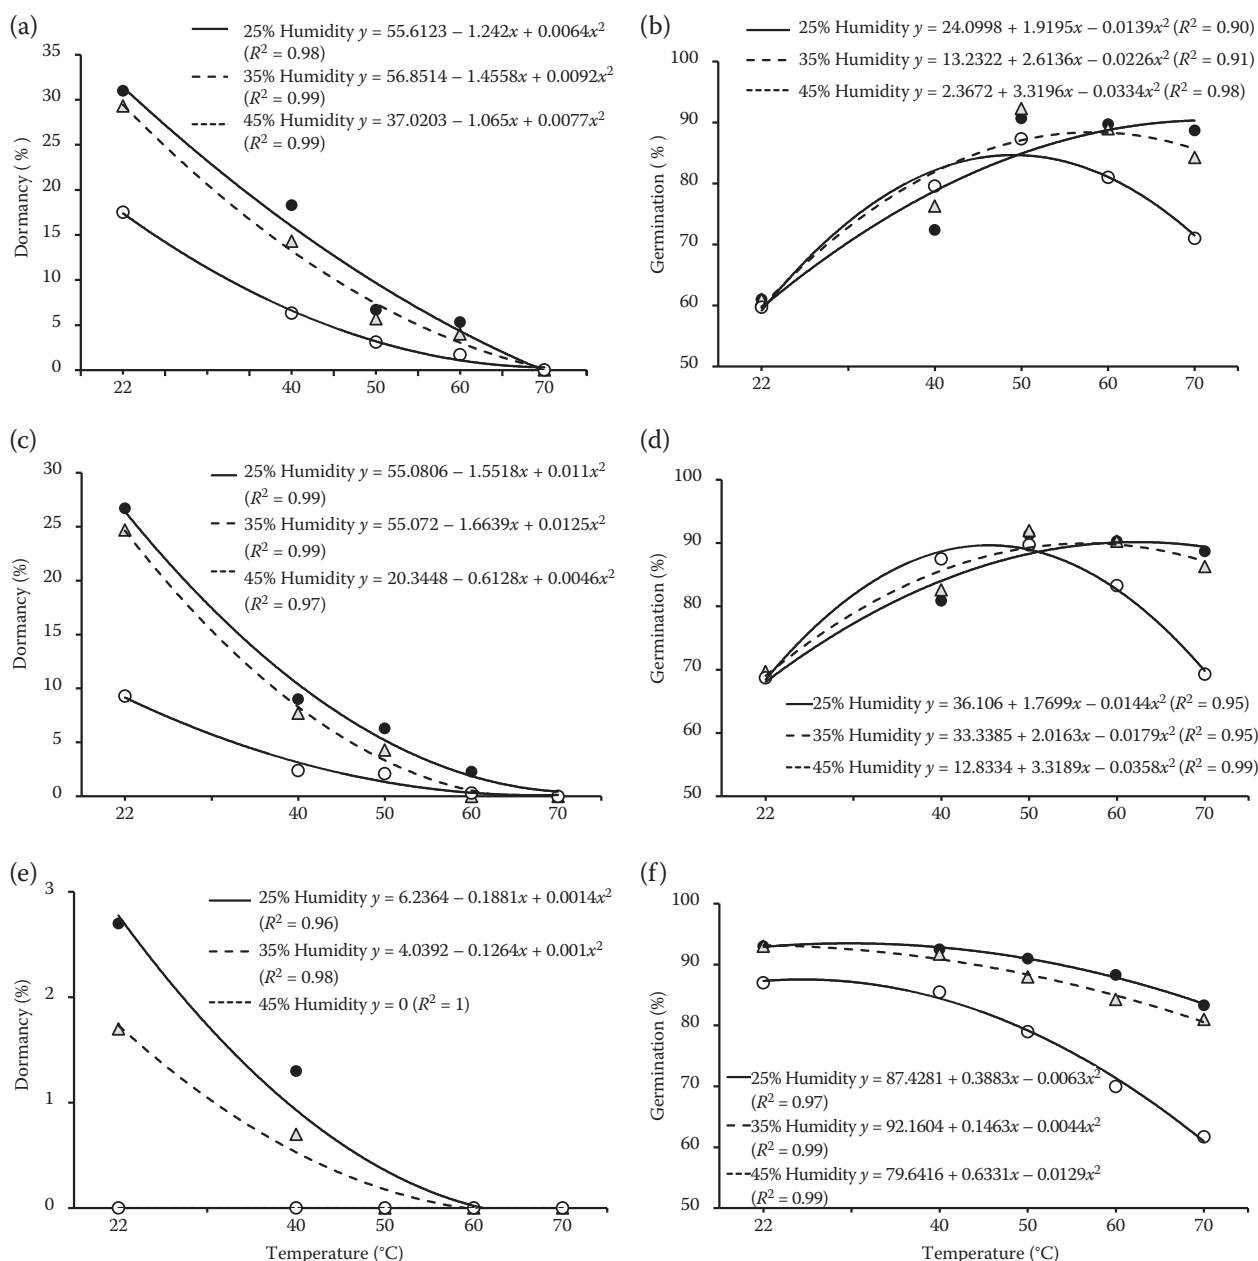 (a)
25% Humidity y = 55.6123 – 1.242x + 0.0064x²
(R² = 0.98)
35% Humidity y = 56.8514 – 1.4558x + 0.0092x²
(R² = 0.99)
45% Humidity y = 37.0203 – 1.065x + 0.0077x²
(R² = 0.99)
35
30
25
20
15
10
5
0
Dormancy ( % )
22 40 50 60 70
(b)
25% Humidity y = 24.0998 + 1.9195x – 0.0139x² (R² = 0.90)
35% Humidity y = 13.2322 + 2.6136x – 0.0226x² (R² = 0.91)
45% Humidity y = 2.3672 + 3.3196x – 0.0334x² (R² = 0.98)
100
90
80
70
60
50
Germination ( % )
22 40 50 60 70
(c)
25% Humidity y = 55.0806 – 1.5518x + 0.011x²
(R² = 0.99)
35% Humidity y = 55.072 – 1.6639x + 0.0125x²
(R² = 0.99)
45% Humidity y = 20.3448 – 0.6128x + 0.0046x²
(R² = 0.97)
30
25
20
15
10
5
0
Dormancy (%)
22 40 50 60 70
(d)
100
90
80
70
60
50
Germination (%)
25% Humidity y = 36.106 + 1.7699x – 0.0144x² (R² = 0.95)
35% Humidity y = 33.3385 + 2.0163x – 0.0179x² (R² = 0.95)
45% Humidity y = 12.8334 + 3.3189x – 0.0358x² (R² = 0.99)
22 40 50 60 70
(e)
25% Humidity y = 6.2364 – 0.1881x + 0.0014x²
(R² = 0.96)
35% Humidity y = 4.0392 – 0.1264x + 0.001x²
(R² = 0.98)
45% Humidity y = 0 (R² = 1)
3
2
1
0
Dormancy (%)
22 40 50 60 70
Temperature (°C)
(f)
100
90
80
70
60
50
Germination (%)
25% Humidity y = 87.4281 + 0.3883x – 0.0063x²
(R² = 0.97)
35% Humidity y = 92.1604 + 0.1463x – 0.0044x²
(R² = 0.99)
45% Humidity y = 79.6416 + 0.6331x – 0.0129x²
(R² = 0.99)
22 40 50 60 70
Temperature (°C)